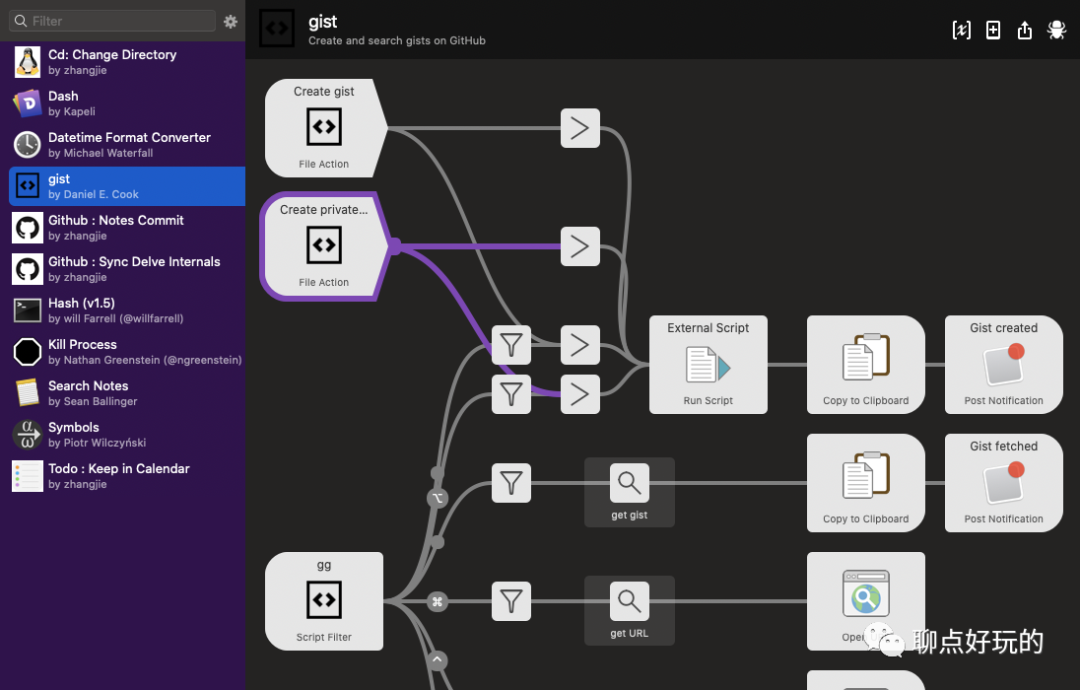 Filter
Cd: Change Directory
by zhangjie
Dash
by Kapeli
Datetime Format Converter
by Michael Waterfall
gist
by Daniel E. Cook
Github : Notes Commit
by zhangjie
Github : Sync Delve Internals
by zhangjie
Hash (v1.5)
by will Farrell (@willfarrell)
Kill Process
by Nathan Greenstein (@ngreenstein)
Search Notes
by Sean Ballinger
Symbols
by Piotr Wilczyński
Todo : Keep in Calendar
by zhangjie
gist
Create and search gists on GitHub
Create gist
File Action
Create private...
File Action
External Script
Run Script
Copy to Clipboard
Gist created
Post Notification
get gist
Copy to Clipboard
Gist fetched
Post Notification
gg
Script Filter
get URL
聊点好玩的